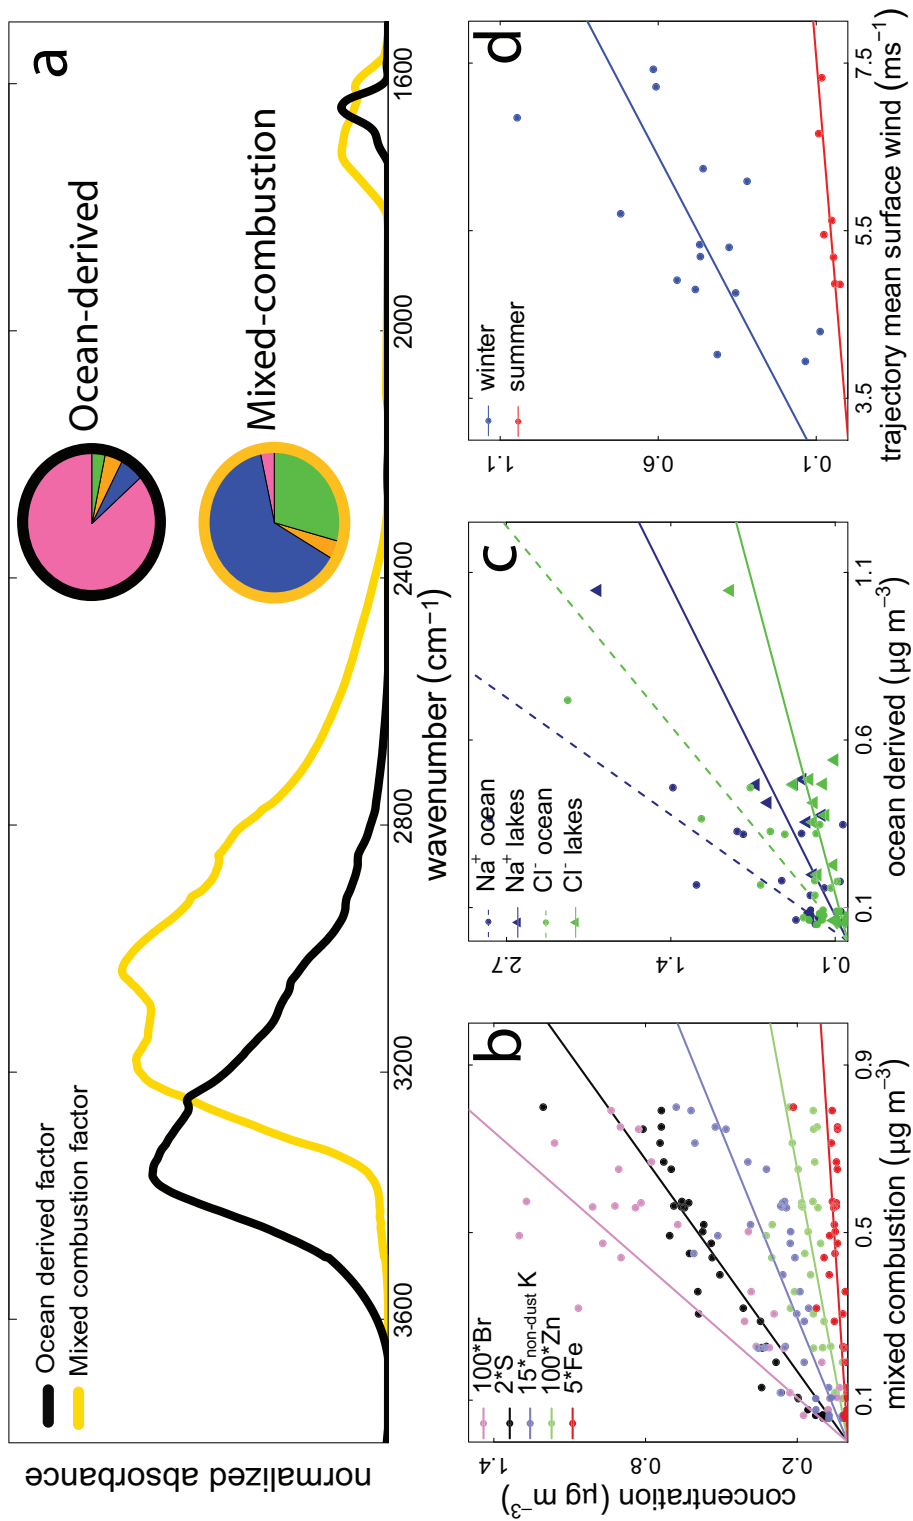 a
Ocean derived factor
Mixed combustion factor
Ocean-derived
Mixed-combustion
normalized absorbance
3600
3200
2800
2400
2000
1600
wavenumber (cm−1)
b
100*Br
2*S
15*non-dust K
100*Zn
5*Fe
1.4
0.8
0.2
concentration (μg m−3)
0.1
0.5
0.9
mixed combustion (μg m−3)
c
Na+ ocean
Na+ lakes
Cl- ocean
Cl- lakes
2.7
1.4
0.1
0.1
0.6
1.1
ocean derived (μg m−3)
d
winter
summer
1.1
0.6
0.1
3.5
5.5
7.5
trajectory mean surface wind (ms−1)